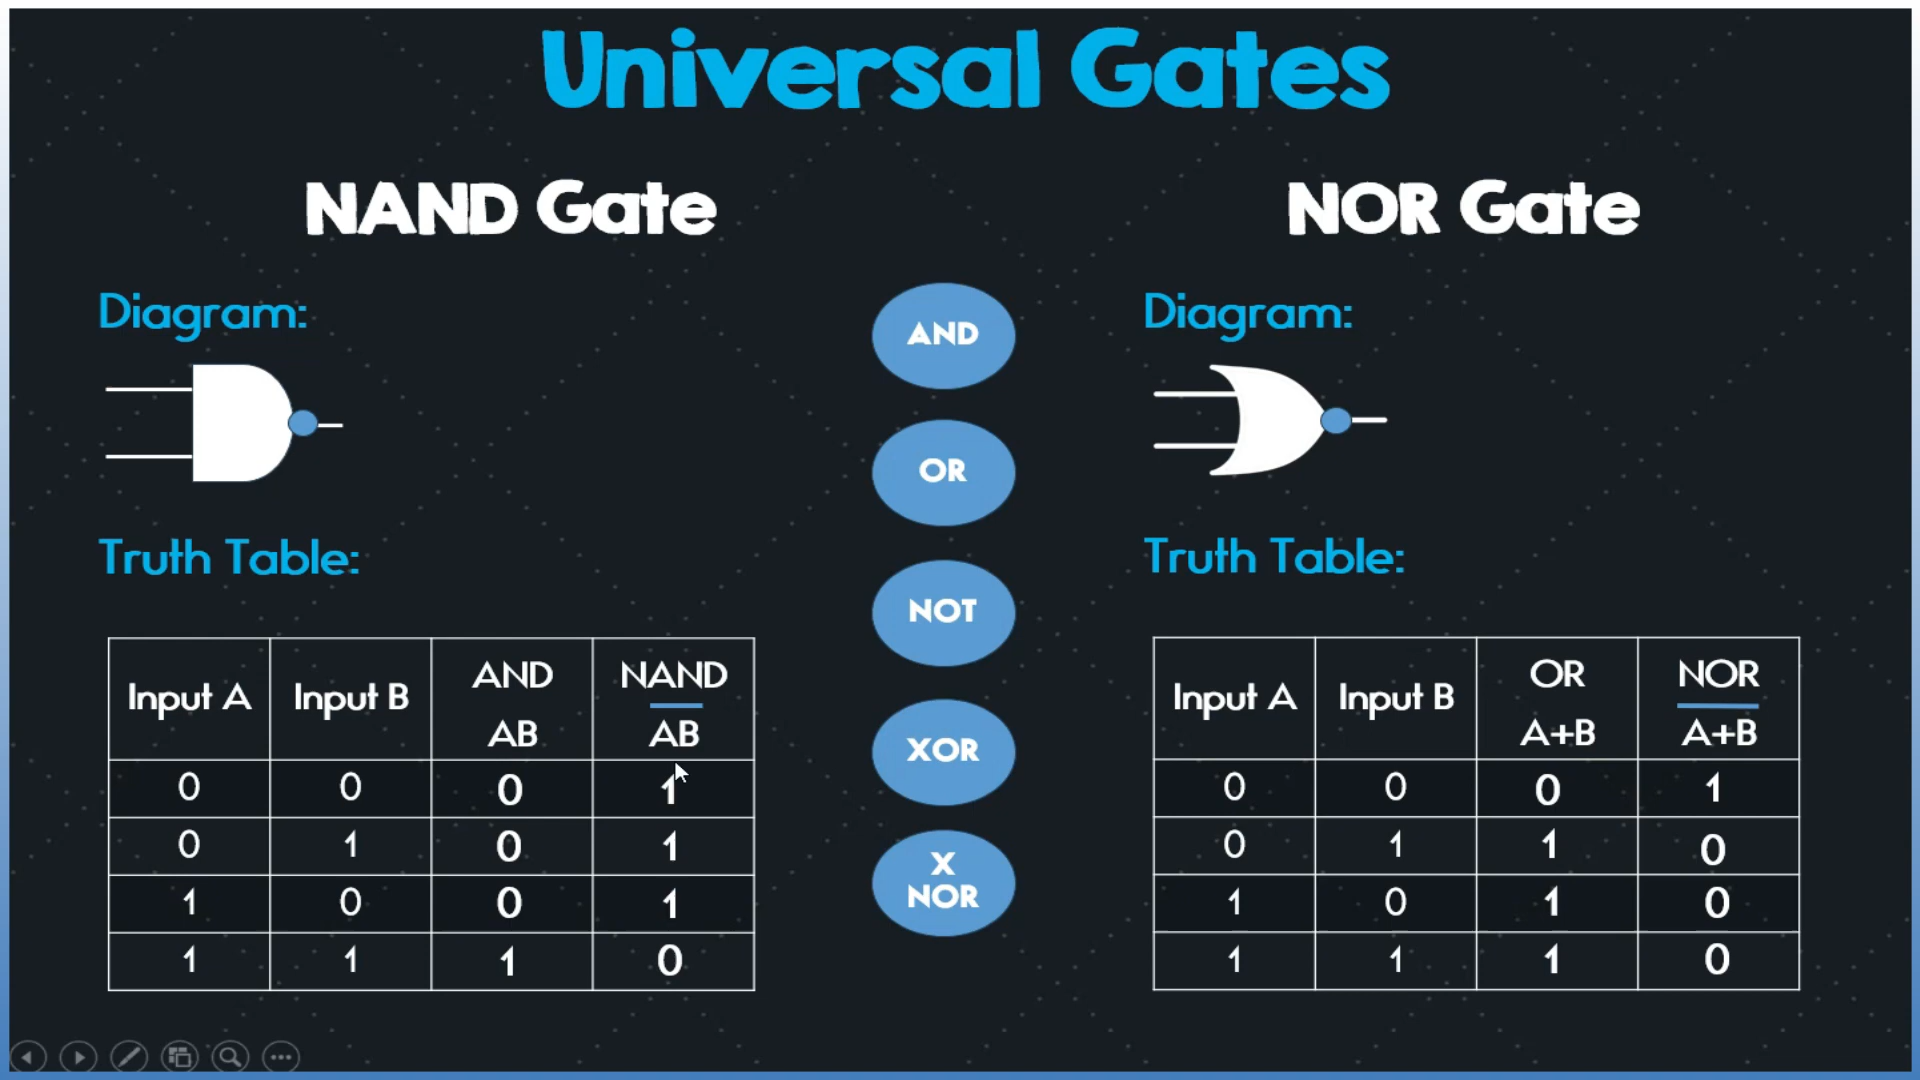 Universal Gates
NAND Gate
Diagram:
Truth Table:
Input A Input B AND AB NAND AB
0 0 0 1
0 1 0 1
1 0 0 1
1 1 1 0
AND
OR
NOT
XOR
X
NOR
NOR Gate
Diagram:
Truth Table:
Input A Input B OR A+B NOR A+B
0 0 0 1
0 1 1 0
1 0 1 0
1 1 1 0